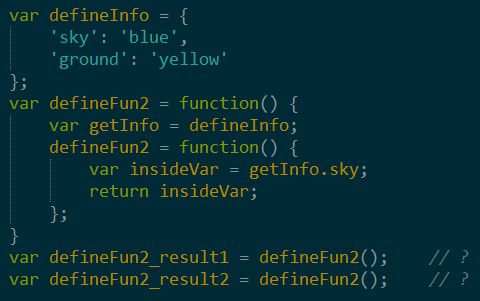 var defineInfo = {
    'sky': 'blue',
    'ground': 'yellow'
};
var defineFun2 = function() {
    var getInfo = defineInfo;
    defineFun2 = function() {
        var insideVar = getInfo.sky;
        return insideVar;
    };
}
var defineFun2_result1 = defineFun2();    // ?
var defineFun2_result2 = defineFun2();    // ?